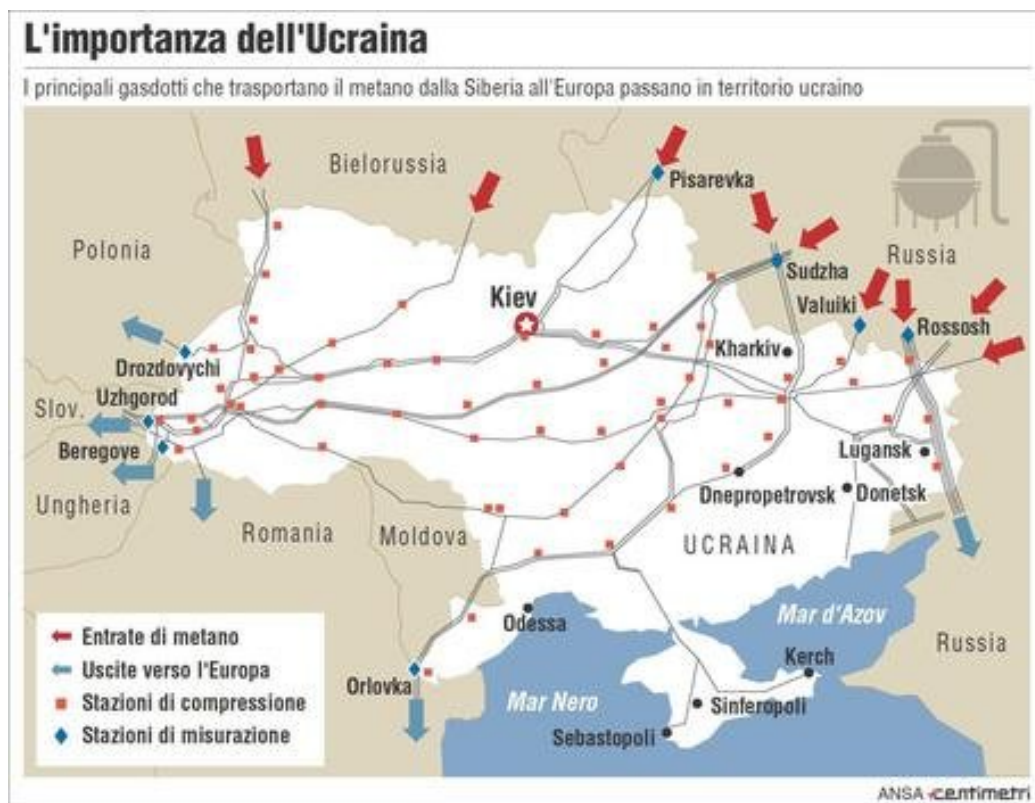 L'importanza dell'Ucraina
I principali gasdotti che trasportano il metano dalla Siberia all'Europa passano in territorio ucraino
Bielorussia
Pisarevka
Polonia
Russia
Sudzha
Kiev
Valuiki
Rossosh
Drozdovychi
Kharkiv
Uzhgorod
Slov.
Beregove
Lugansk
Ungheria
Dnepropetrovsk
Donetsk
Romania
Moldova
UCRAINA
Mar d'Azov
Odessa
Russia
Kerch
Orlovka
Mar Nero
Sinferopoli
Sebastopoli
Entrate di metano
Uscite verso l'Europa
Stazioni di compressione
Stazioni di misurazione
ANSA centimetri